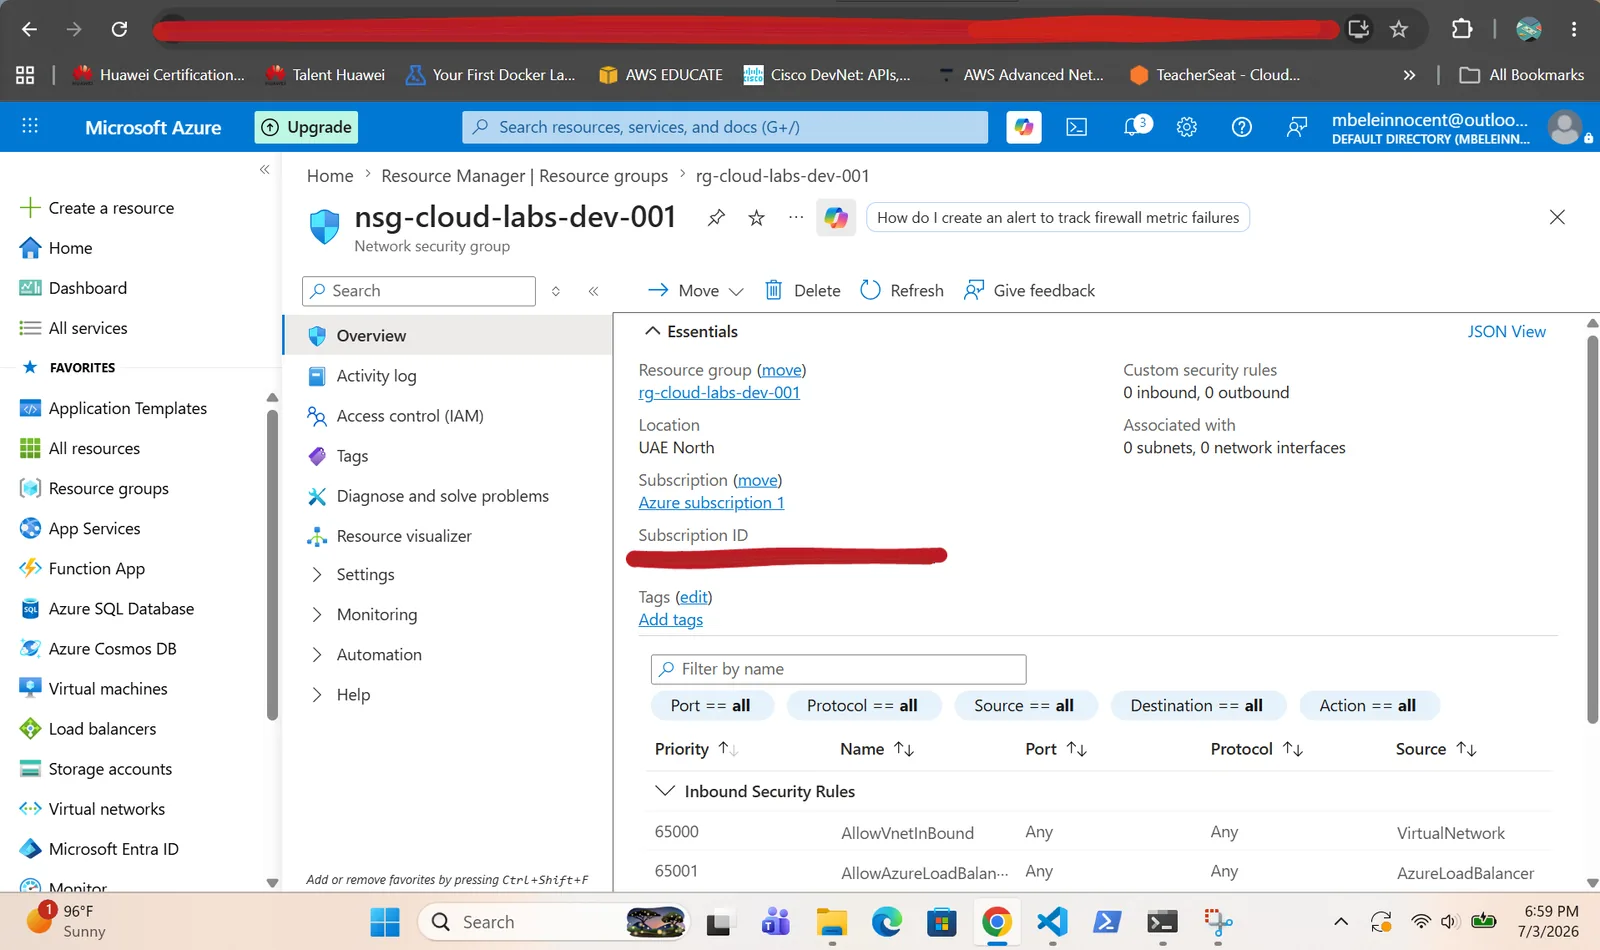 Huawei Certification...
Talent Huawei
Your First Docker La...
AWS EDUCATE
Cisco DevNet: APIs,...
AWS Advanced Net...
TeacherSeat - Cloud...
»
All Bookmarks
Microsoft Azure
Upgrade
Search resources, services, and docs (G+/)
3
mbeleinnocent@outloo...
DEFAULT DIRECTORY (MBELEINN...
Create a resource
Home
Dashboard
All services
FAVORITES
Application Templates
All resources
Resource groups
App Services
Function App
SQL
Azure SQL Database
Azure Cosmos DB
Virtual machines
Load balancers
Storage accounts
Virtual networks
Microsoft Entra ID
Monitor
Home > Resource Manager | Resource groups > rg-cloud-labs-dev-001
nsg-cloud-labs-dev-001
How do I create an alert to track firewall metric failures
Network security group
Search
Move
Delete
Refresh
Give feedback
Overview
Activity log
Access control (IAM)
Tags
Diagnose and solve problems
Resource visualizer
Settings
Monitoring
Automation
Help
Add or remove favorites by pressing Ctrl+Shift+F
Essentials
JSON View
Resource group (move)
rg-cloud-labs-dev-001
Location
UAE North
Subscription (move)
Azure subscription 1
Subscription ID
Custom security rules
0 inbound, 0 outbound
Associated with
0 subnets, 0 network interfaces
Tags (edit)
Add tags
Filter by name
Port == all
Protocol == all
Source == all
Destination == all
Action == all
Priority Name Port Protocol Source
Inbound Security Rules
65000 AllowVnetInBound Any Any VirtualNetwork
65001 AllowAzureLoadBalan... Any Any AzureLoadBalancer
1
96°F
Sunny
Search
6:59 PM
7/3/2026